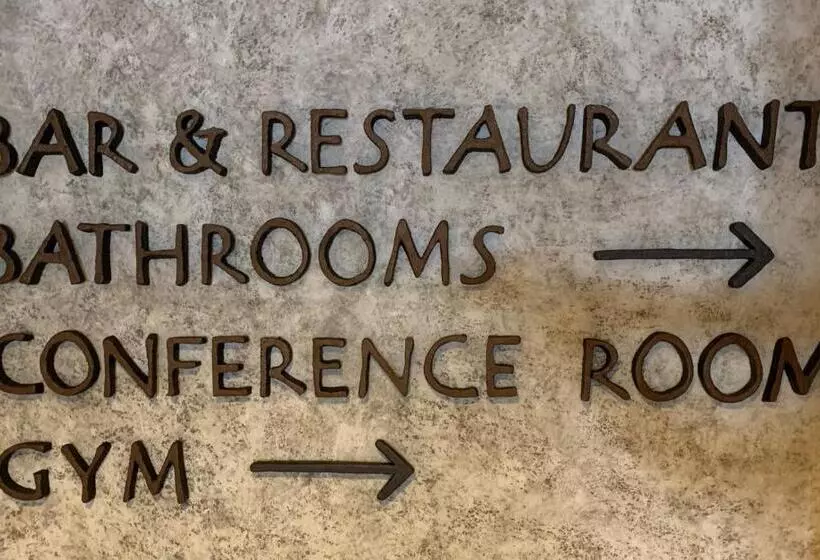 BAR & RESTAURANT
BATHROOMS →
CONFERENCE ROOM
GYM →